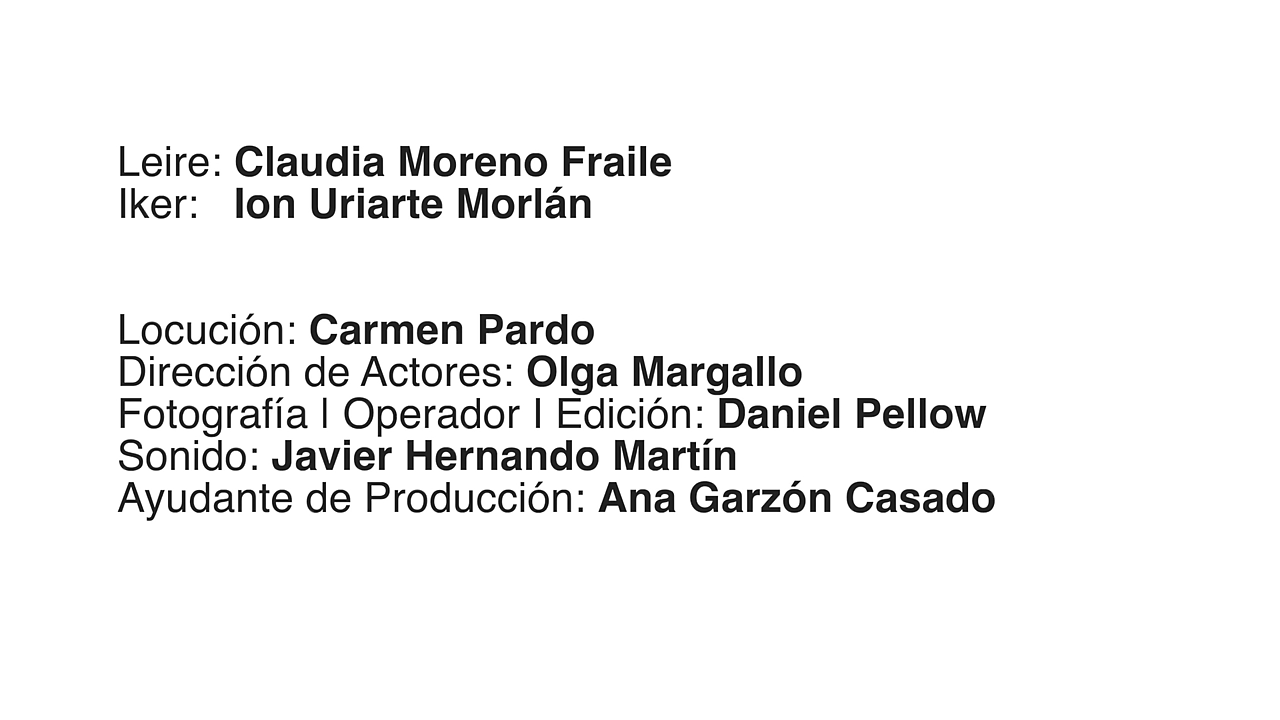 Leire: Claudia Moreno Fraile
Iker: Ion Uriarte Morlán
Locución: Carmen Pardo
Dirección de Actores: Olga Margallo
Fotografía | Operador | Edición: Daniel Pellow
Sonido: Javier Hernando Martín
Ayudante de Producción: Ana Garzón Casado